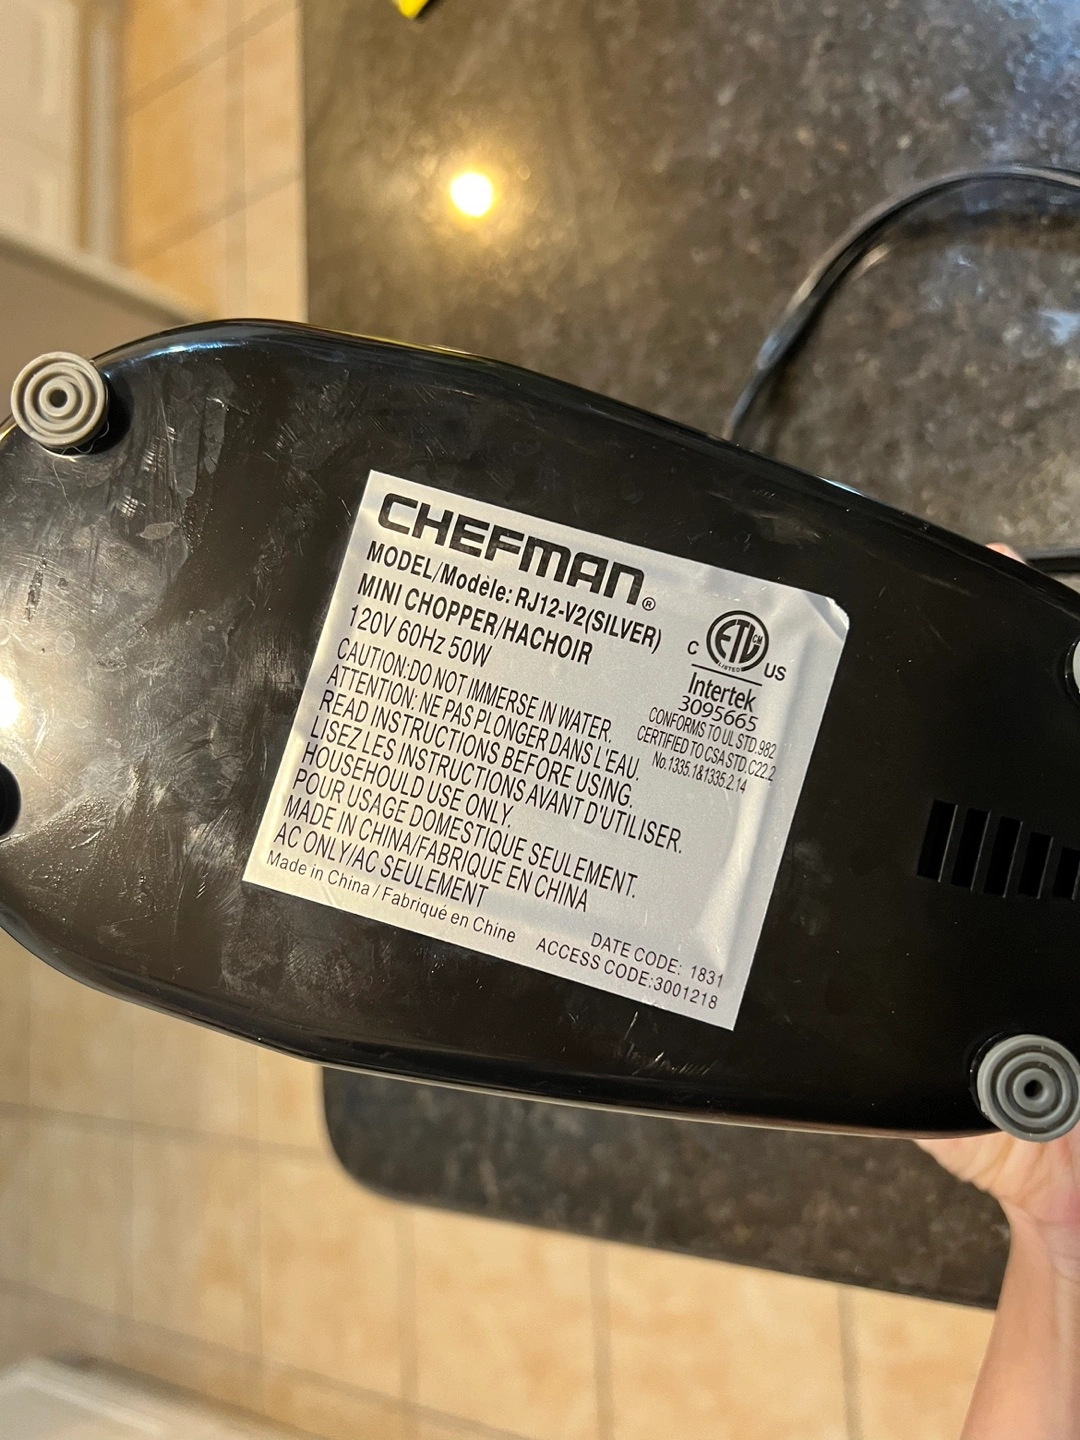 CHEFMAN®
MODEL/Modèle: RJ12-V2(SILVER)
MINI CHOPPER/HACHOIR
120V 60Hz 50W
CAUTION:DO NOT IMMERSE IN WATER.
ATTENTION: NE PAS PLONGER DANS L'EAU.
READ INSTRUCTIONS BEFORE USING.
LISEZ LES INSTRUCTIONS AVANT D'UTILISER.
HOUSEHOULD USE ONLY.
POUR USAGE DOMESTIQUE SEULEMENT.
MADE IN CHINA/FABRIQUE EN CHINA
AC ONLY/AC SEULEMENT
Made in China / Fabriqué en Chine
C ETL CM US
LISTED
Intertek
3095665
CONFORMS TO UL STD.982
CERTIFIED TO CSA STD.C22.2
No.1335.1&1335.2.14
DATE CODE: 1831
ACCESS CODE:3001218